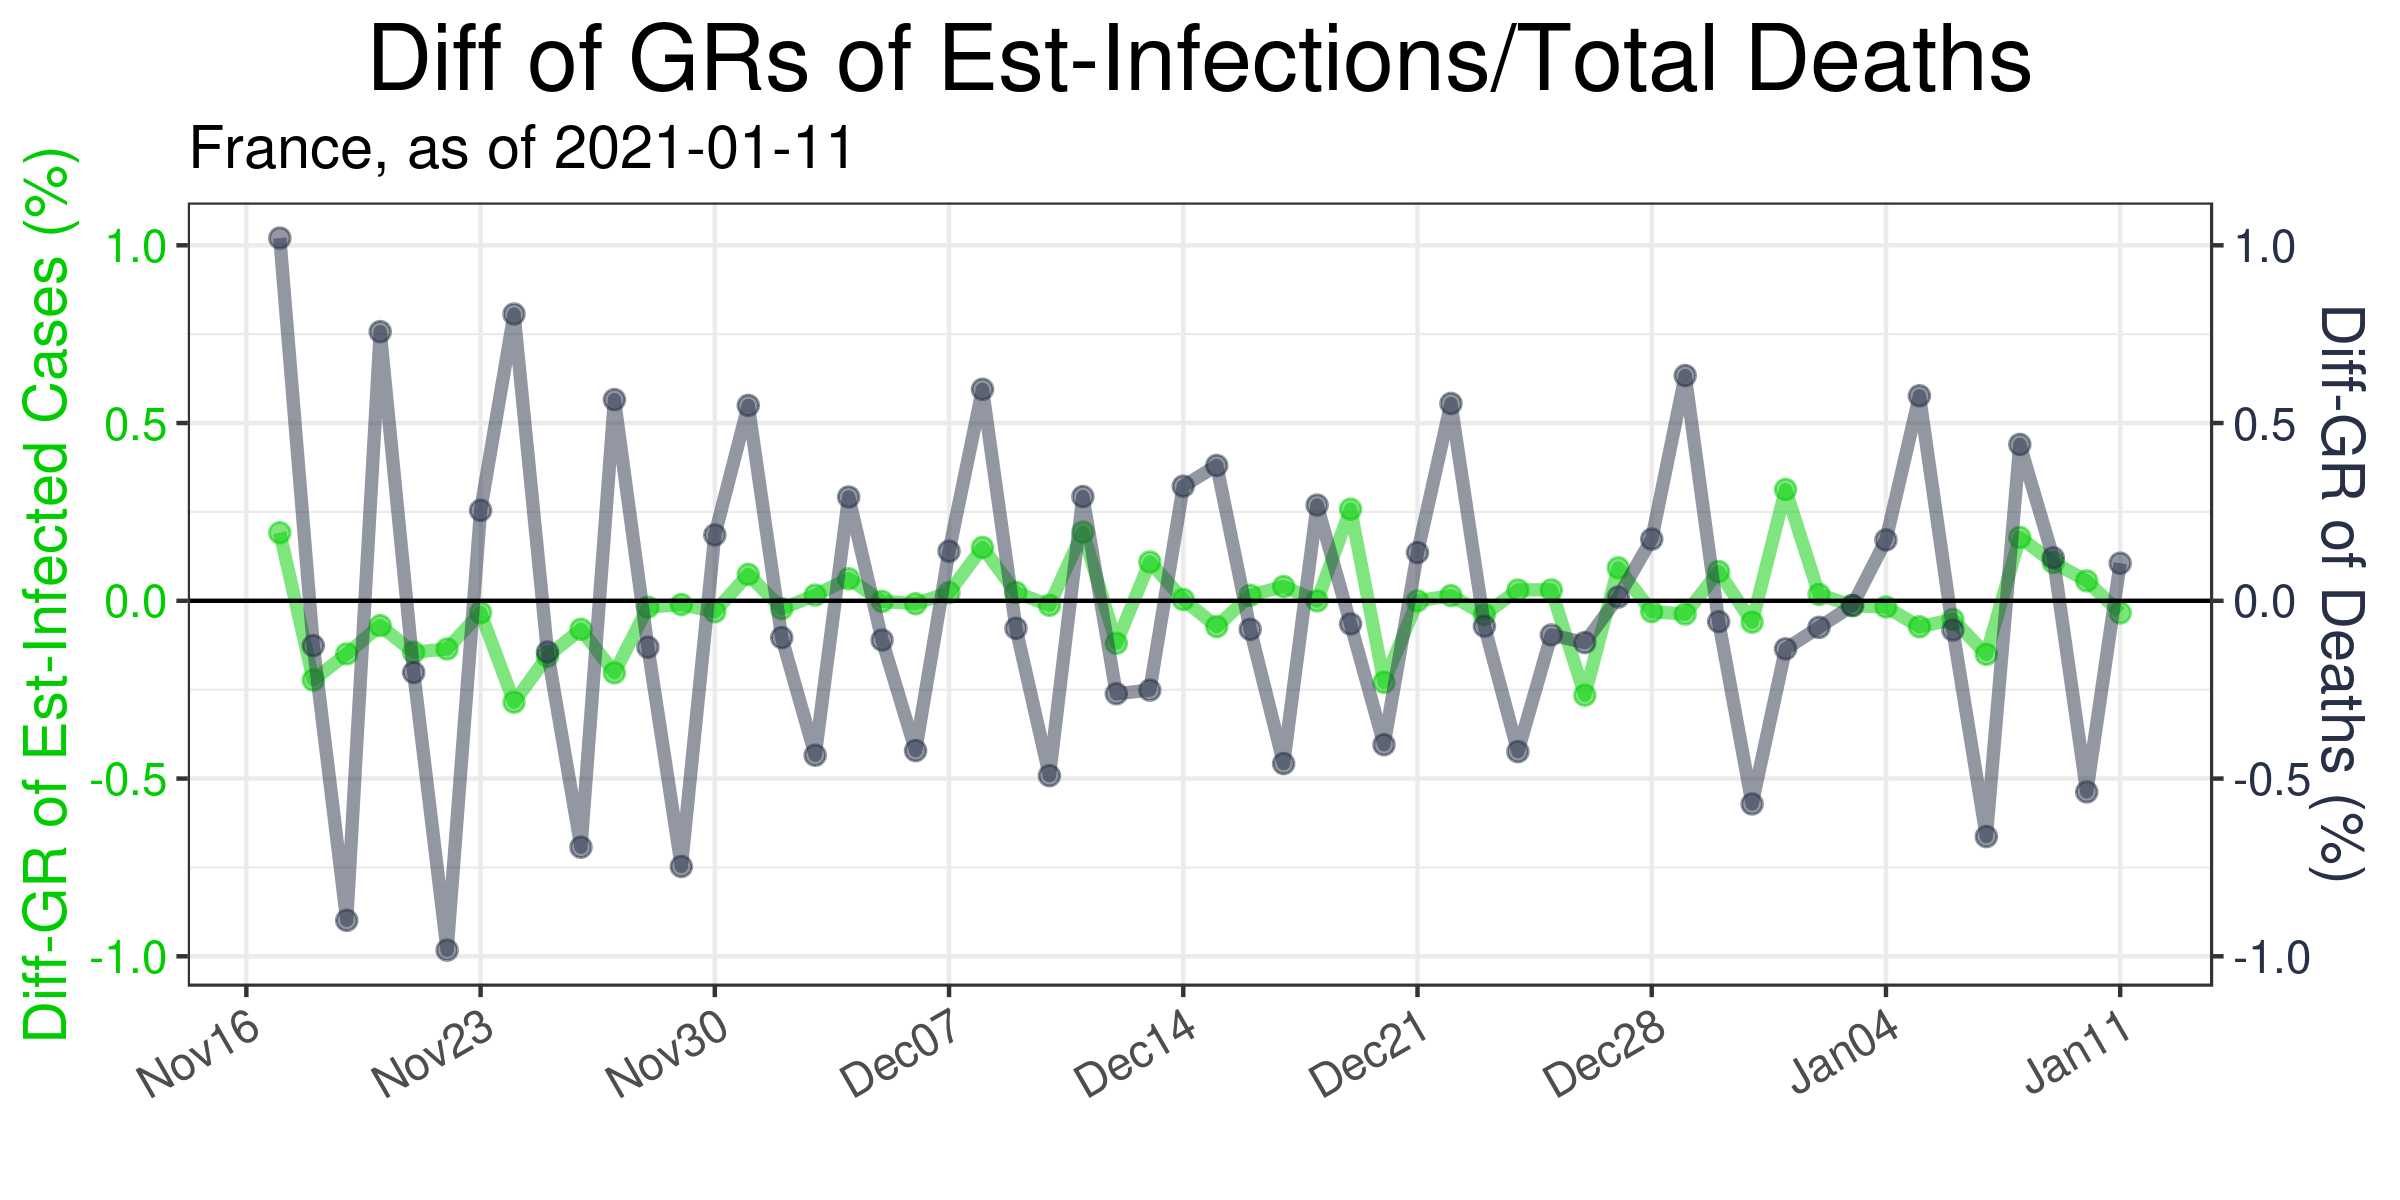 Diff of GRs of Est-Infections/Total Deaths
France, as of 2021-01-11
Diff-GR of Est-Infected Cases (%)
1.0
0.5
0.0
-0.5
-1.0
1.0
0.5
0.0
-0.5
-1.0
Diff-GR of Deaths (%)
Nov16
Nov23
Nov30
Dec07
Dec14
Dec21
Dec28
Jan04
Jan11